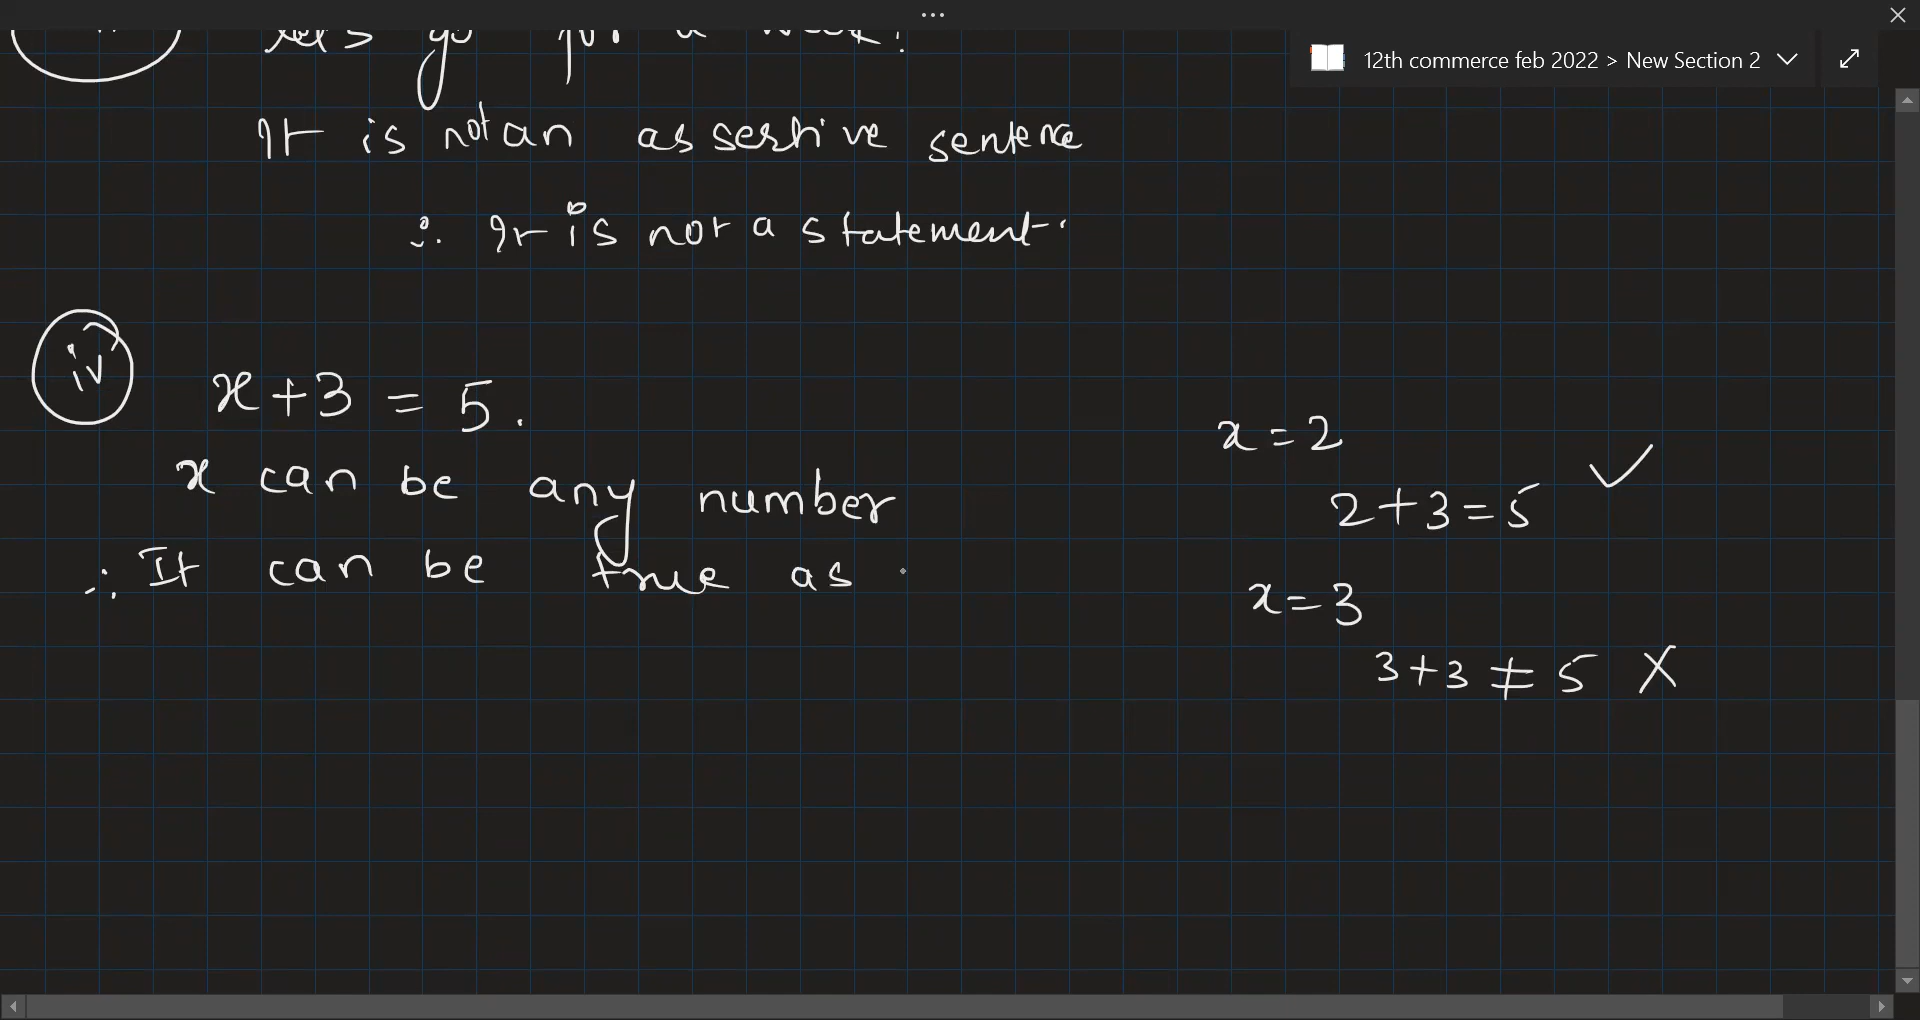 12th commerce feb 2022 > New Section 2
It is not an assertive sentence
∴ It is not a statement.
iv
x + 3 = 5.
x can be any number
∴ It can be true as
x = 2
2 + 3 = 5 ✓
x = 3
3 + 3 ≠ 5 X